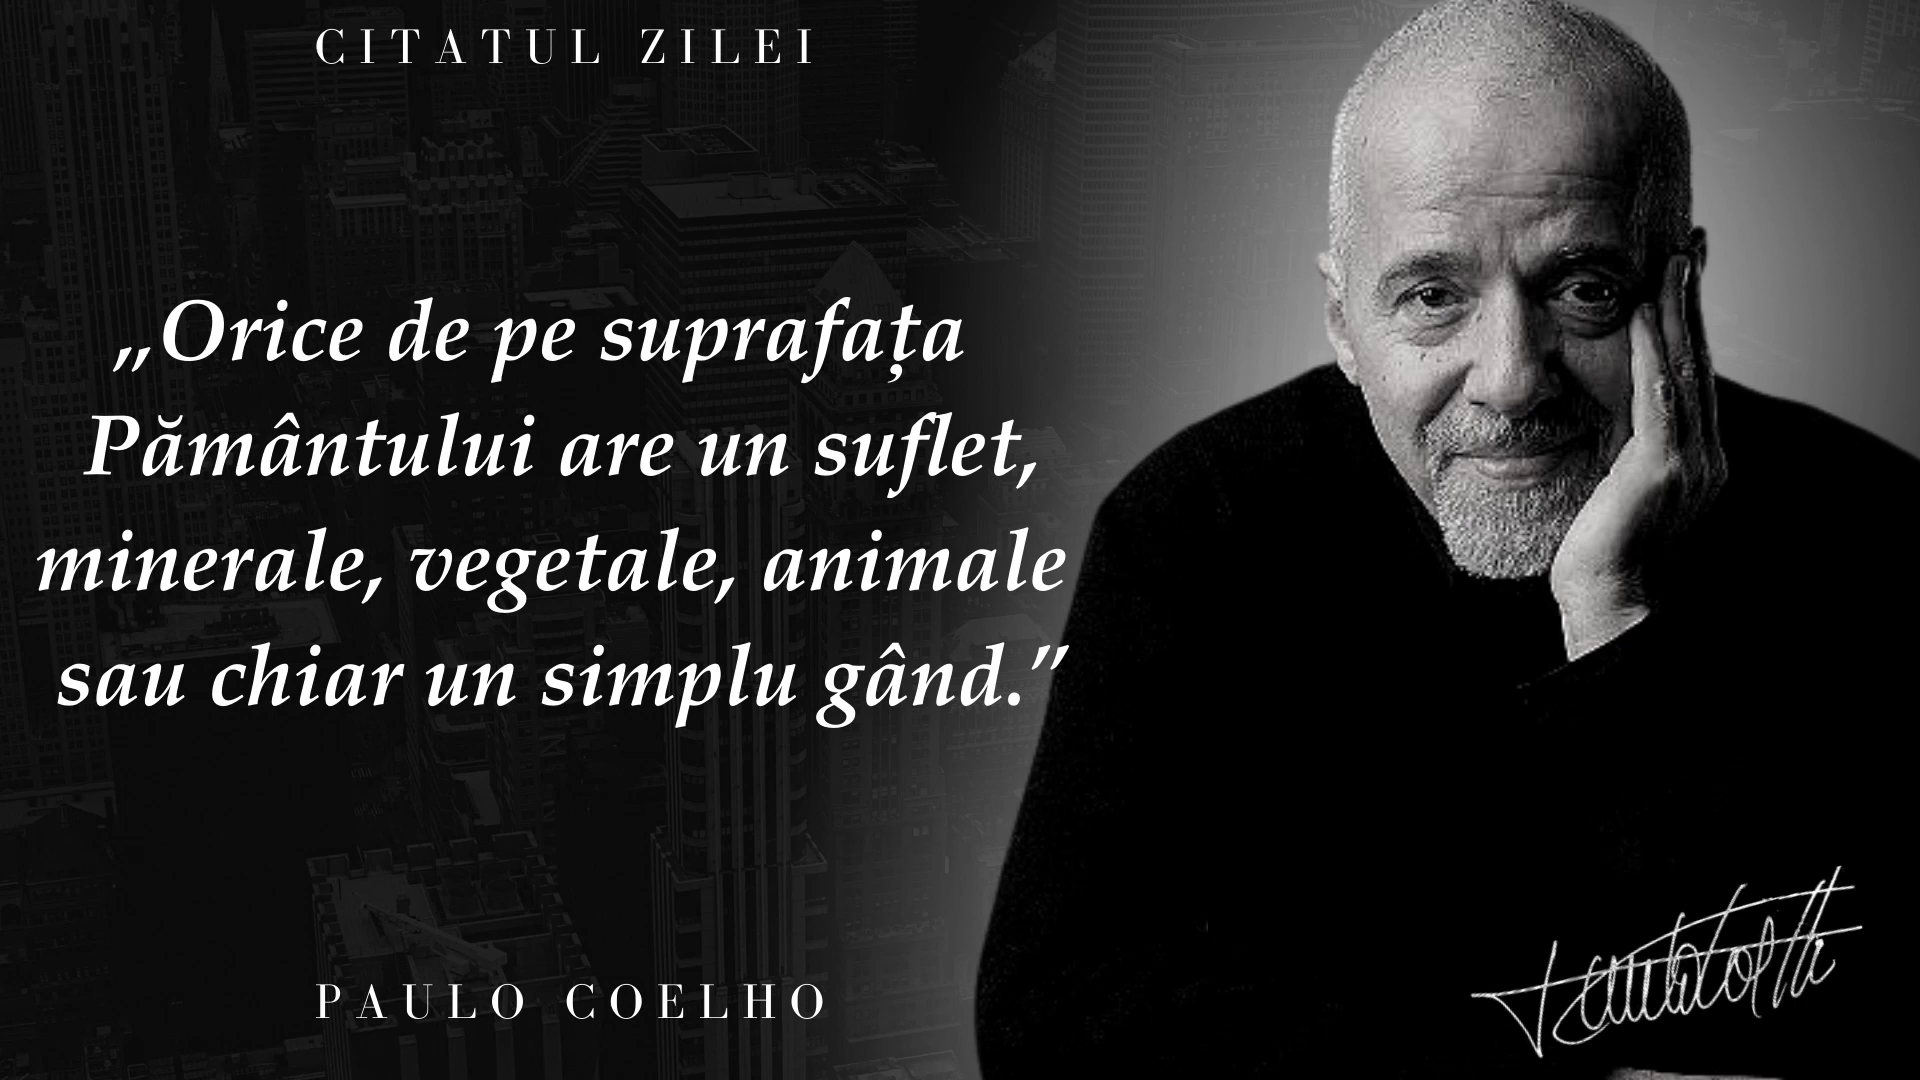 CITATUL ZILEI
„Orice de pe suprafața
Pământului are un suflet,
minerale, vegetale, animale
sau chiar un simplu gând.”
PAULO COELHO